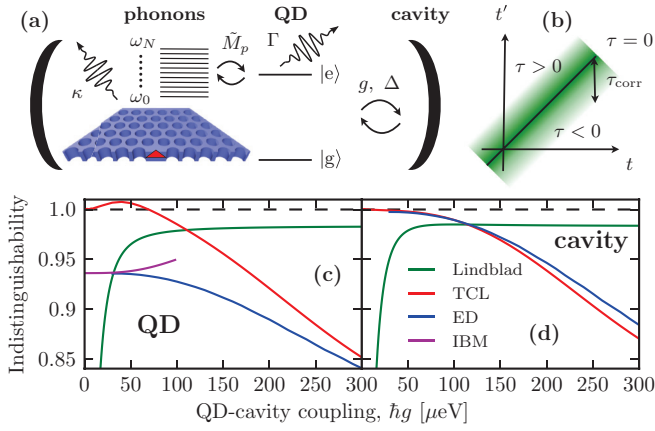 (a) phonons QD cavity
ω_N M̃_p Γ
|e⟩
κ ω_0 g, Δ
|g⟩
(b) t′ τ = 0
τ > 0
τ_corr
τ < 0
t
Indistinguishability
1.0
0.95
0.90
0.85
(c)
QD
0 50 100 150 200 250 300
cavity
Lindblad
TCL
ED
IBM
(d)
50 100 150 200 250 300
QD-cavity coupling, ℏg [μeV]